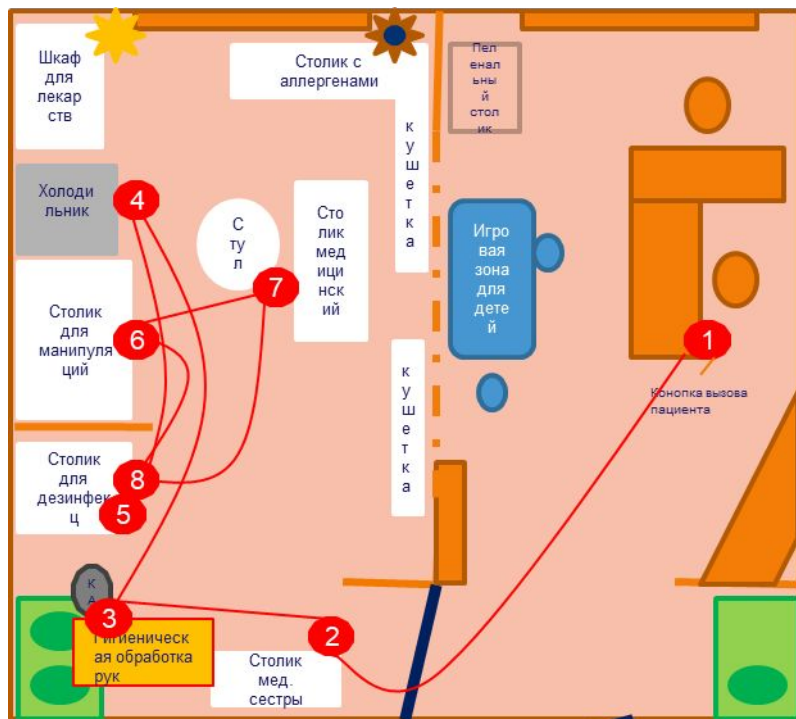 Шкаф
для
лекар
ств
Столик с
аллергенами
Пел
енал
ьны
й
стол
ик
кушетка
Холоди
льник
4
С
ту
л
Сто
лик
мед
ици
нск
ий
Игро
вая
зона
для
дете
й
7
Столик
для
манипуля
ций
6
1
Конопка вызова
пациента
кушетка
Столик
для
дезинфек
ц
8
5
К
А
3
Гигиеническ
ая обработка
рук
2
Столик
мед.
сестры